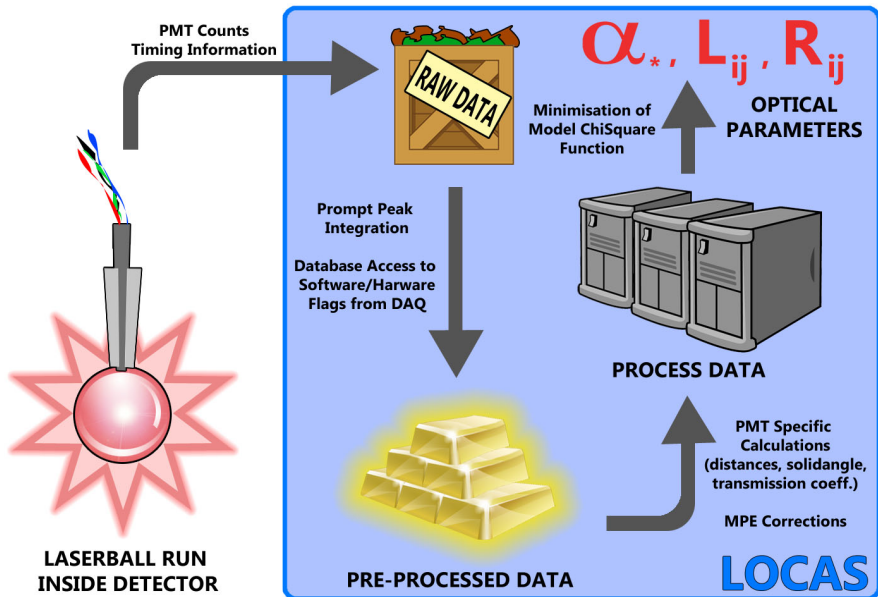 PMT Counts
Timing Information
RAW DATA
α*, Lij, Rij
OPTICAL
PARAMETERS
Minimisation of
Model ChiSquare
Function
Prompt Peak
Integration
Database Access to
Software/Harware
Flags from DAQ
PROCESS DATA
PMT Specific
Calculations
(distances, solidangle,
transmission coeff.)
MPE Corrections
LASERBALL RUN
INSIDE DETECTOR
PRE-PROCESSED DATA
LOCAS